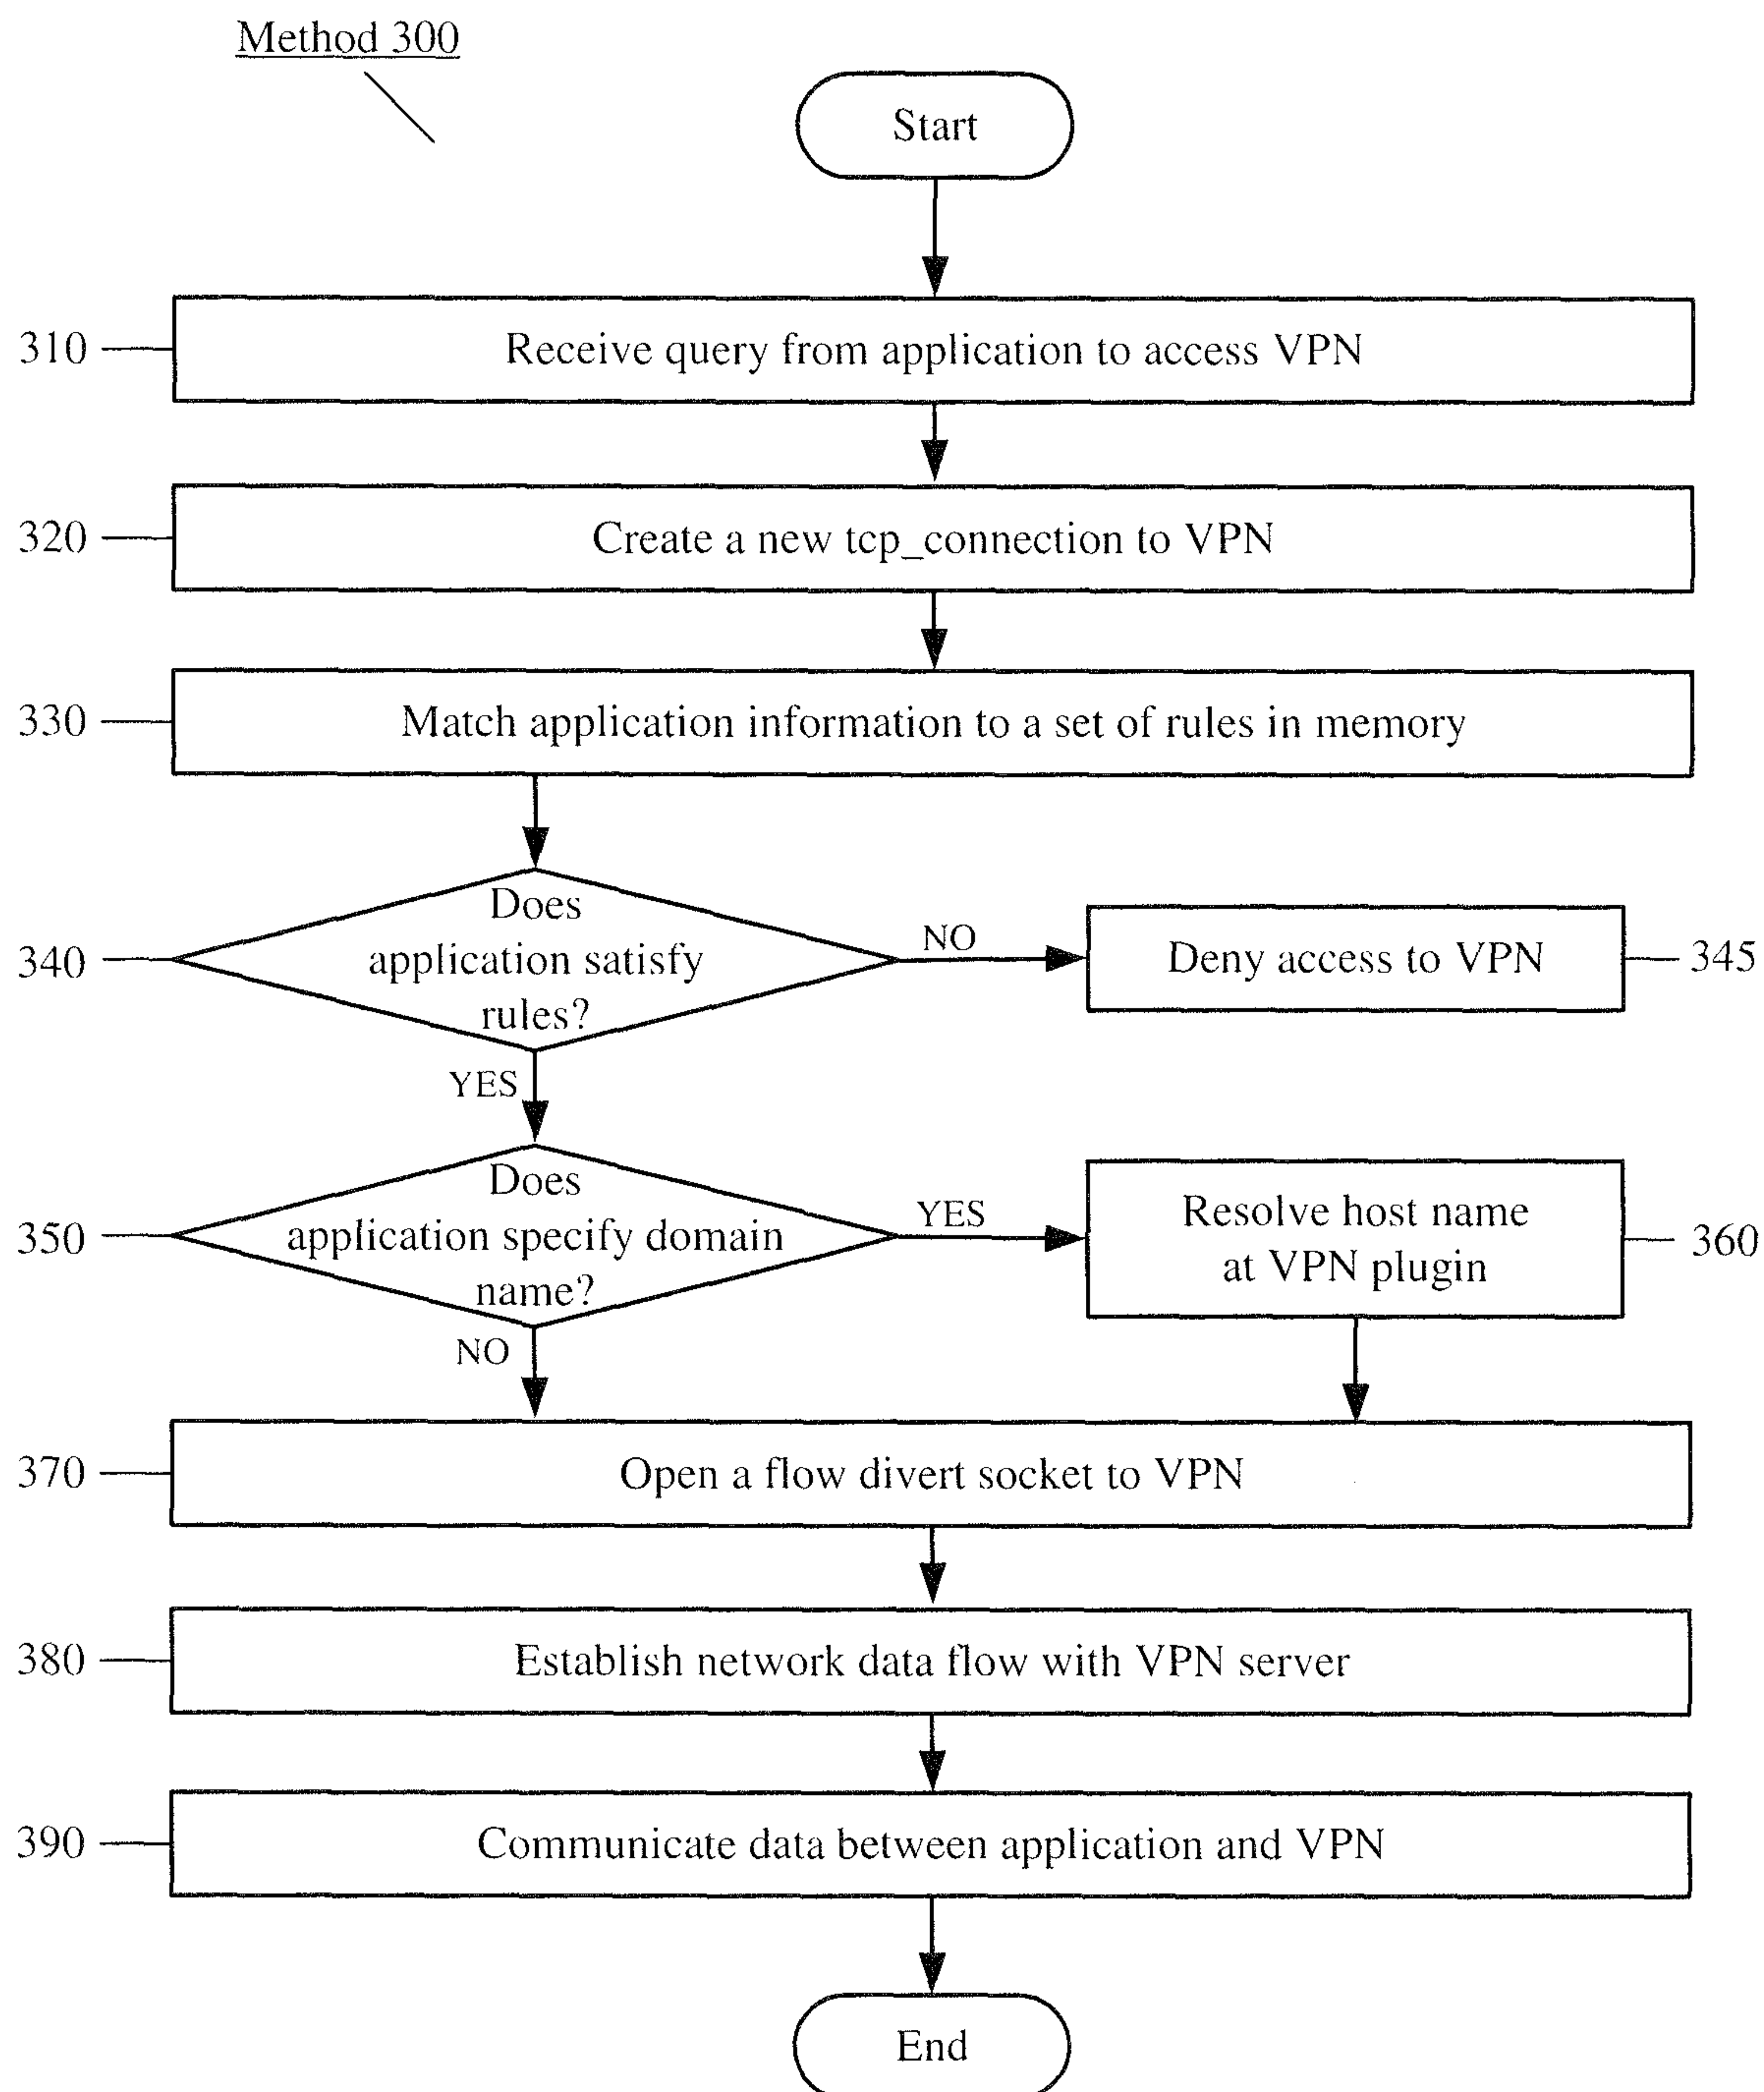 Method 300
Start
310
Receive query from application to access VPN
320
Create a new tcp_connection to VPN
330
Match application information to a set of rules in memory
340
Does
application satisfy
rules?
NO
Deny access to VPN
345
YES
350
Does
application specify domain
name?
YES
Resolve host name
at VPN plugin
360
NO
370
Open a flow divert socket to VPN
380
Establish network data flow with VPN server
390
Communicate data between application and VPN
End